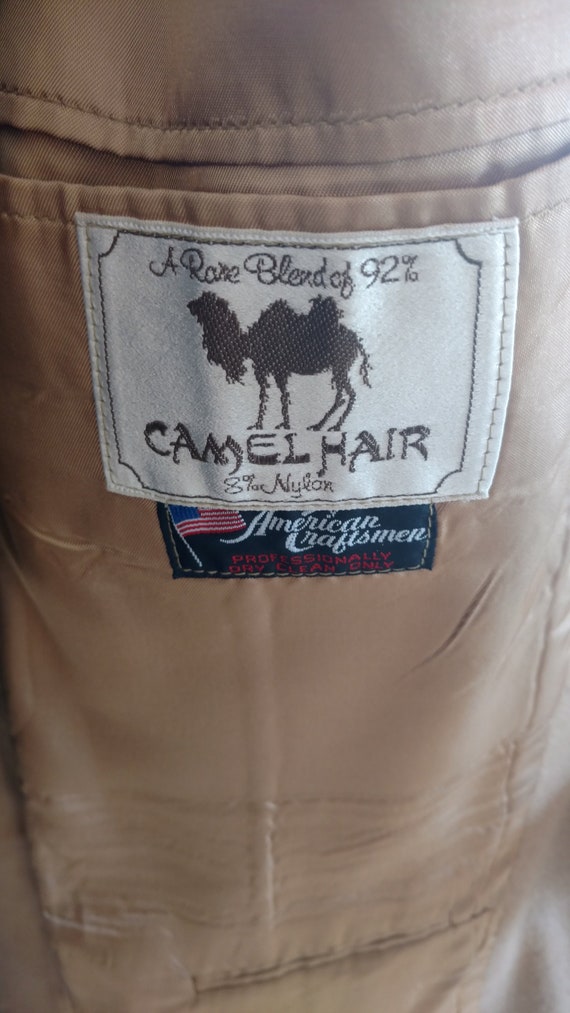 A Rare Blend of 92%
CAMEL HAIR
8% Nylon
American
Craftsmen
PROFESSIONALLY
DRY CLEAN ONLY